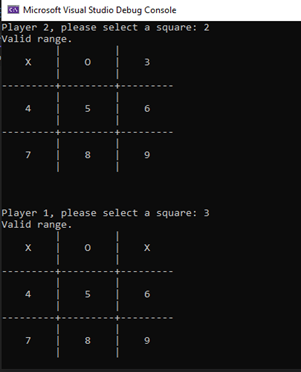 Microsoft Visual Studio Debug Console
Player 2, please select a square: 2
Valid range.
X | O | 3
4 | 5 | 6
7 | 8 | 9
Player 1, please select a square: 3
Valid range.
X | O | X
4 | 5 | 6
7 | 8 | 9